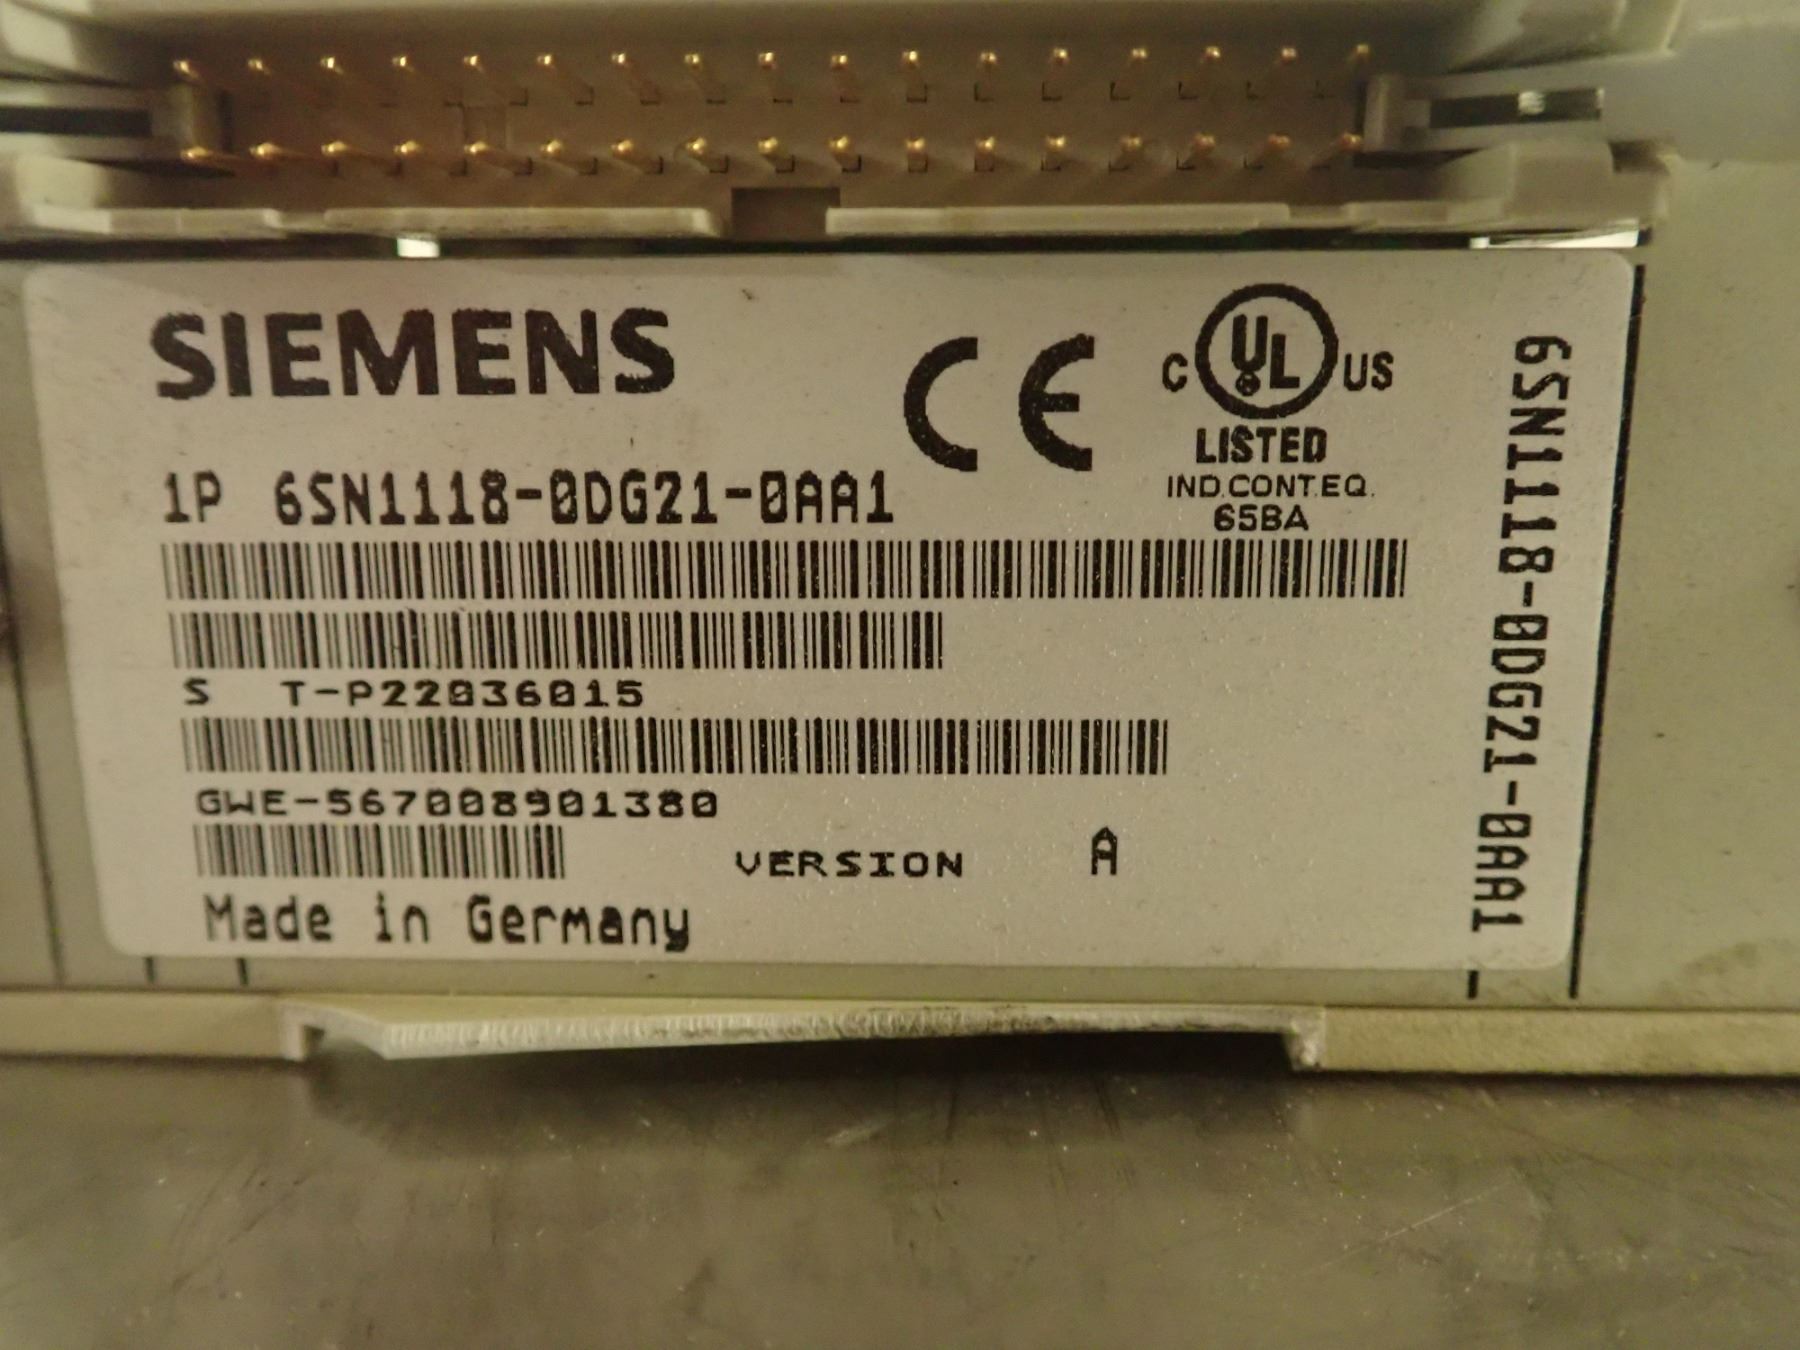 SIEMENS
CE
C UL US
LISTED
IND.CONT.EQ.
65BA
1P 6SN1118-0DG21-0AA1
S T-P22036015
GWE-567008901380
VERSION A
Made in Germany
6SN1118-0DG21-0AA1